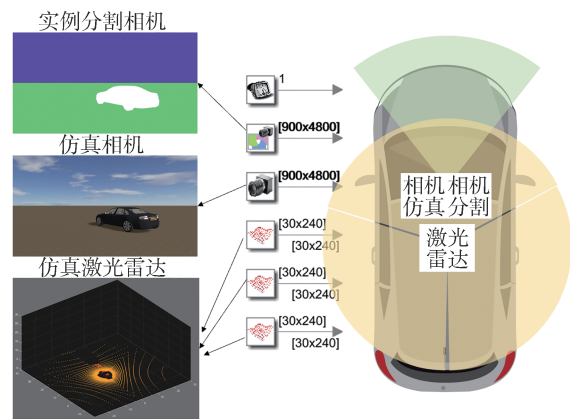 实例分割相机
仿真相机
仿真激光雷达
1
[900x4800]
[900x4800]
[30x240]
[30x240]
[30x240]
[30x240]
[30x240]
[30x240]
相机 相机
仿真 分割
激光
雷达